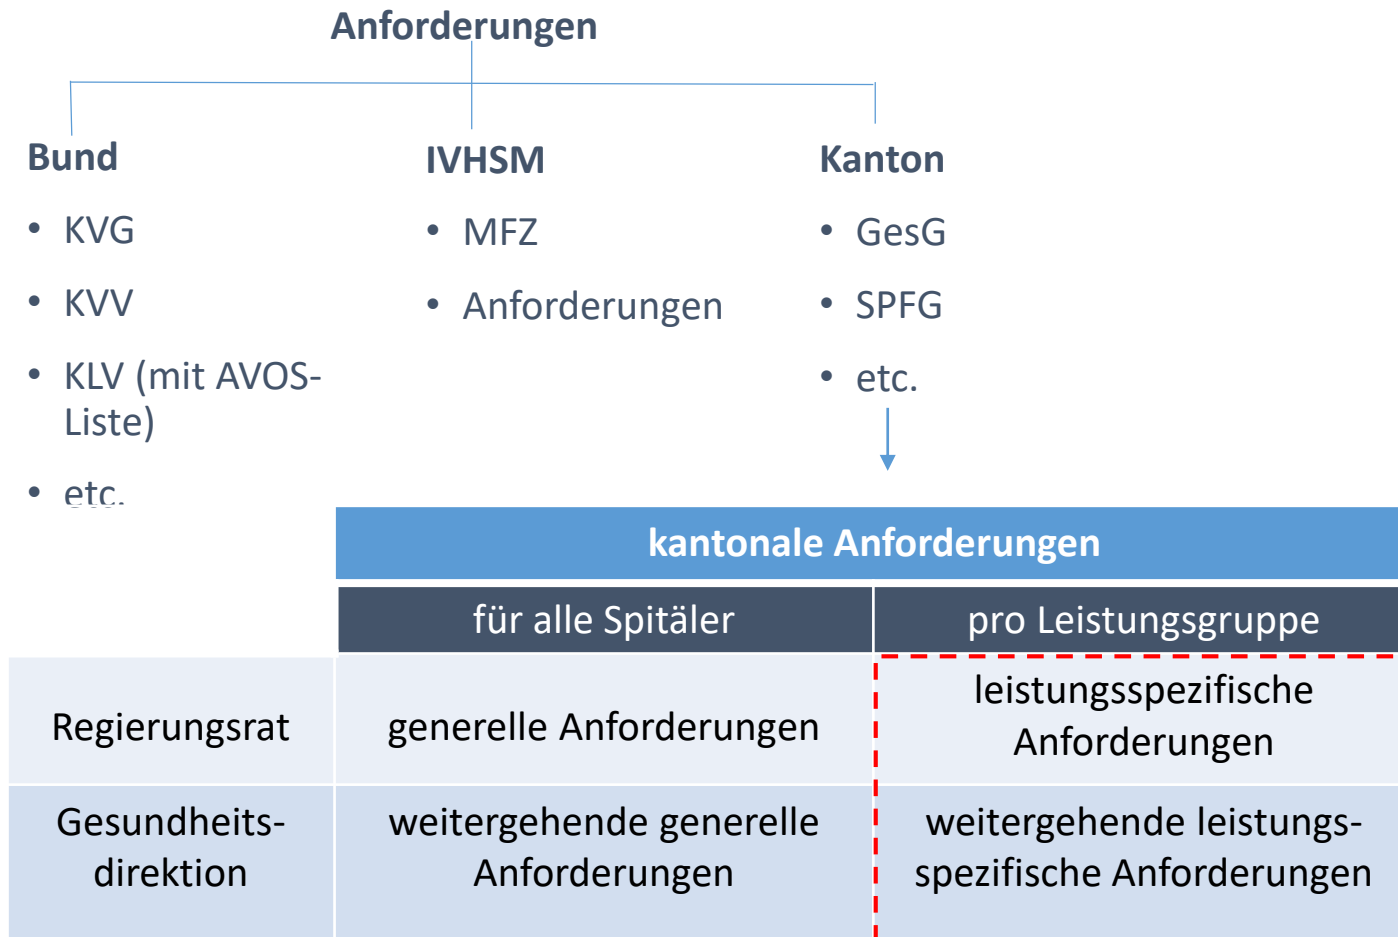 Anforderungen
Bund
• KVG
• KVV
• KLV (mit AVOS-
Liste)
• etc.
IVHSM
• MFZ
• Anforderungen
Kanton
• GesG
• SPFG
• etc.
kantonale Anforderungen
für alle Spitäler
pro Leistungsgruppe
Regierungsrat
generelle Anforderungen
leistungsspezifische
Anforderungen
Gesundheits-
direktion
weitergehende generelle
Anforderungen
weitergehende leistungs-
spezifische Anforderungen